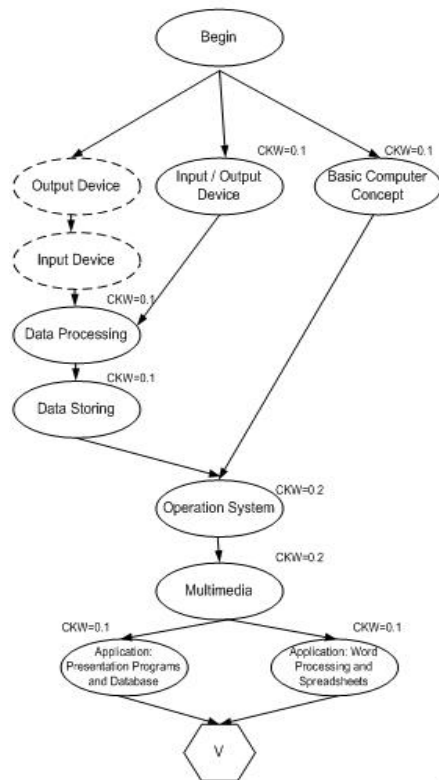 Begin
CKW=0.1
CKW=0.1
Output Device
Input / Output
Device
Basic Computer
Concept
Input Device
CKW=0.1
Data Processing
CKW=0.1
Data Storing
CKW=0.2
Operation System
CKW=0.2
Multimedia
CKW=0.1
CKW=0.1
Application:
Presentation Programs
and Database
Application: Word
Processing and
Spreadsheets
V